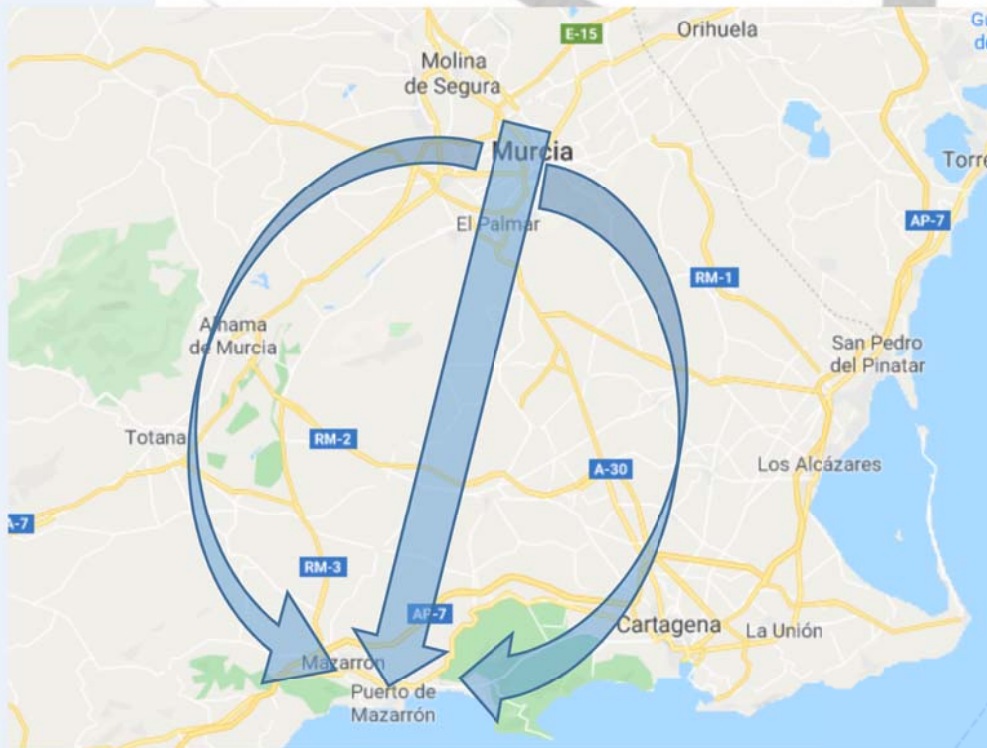 E-15
Orihuela
Molina
de Segura
Murcia
Torre
El Palmar
AP-7
RM-1
Alhama
de Murcia
San Pedro
del Pinatar
Totana
RM-2
A-30
Los Alcázares
A-7
RM-3
AP-7
Cartagena
La Unión
Mazarrón
Puerto de
Mazarrón